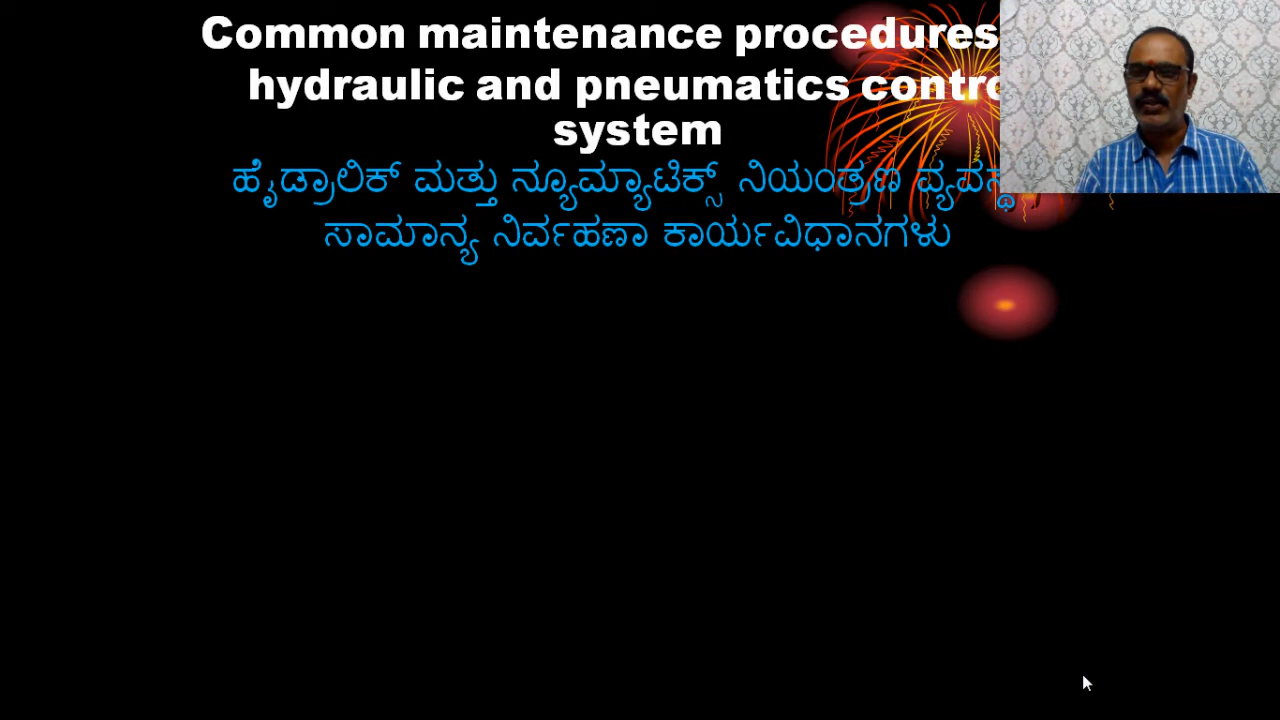 Common maintenance procedures
hydraulic and pneumatics contro
system
ಹೈಡ್ರಾಲಿಕ್ ಮತ್ತು ನ್ಯೂಮ್ಯಾಟಿಕ್ಸ್ ನಿಯಂತ್ರಣ
ಸಾಮಾನ್ಯ ನಿರ್ವಹಣಾ ಕಾರ್ಯವಿಧಾನಗಳು